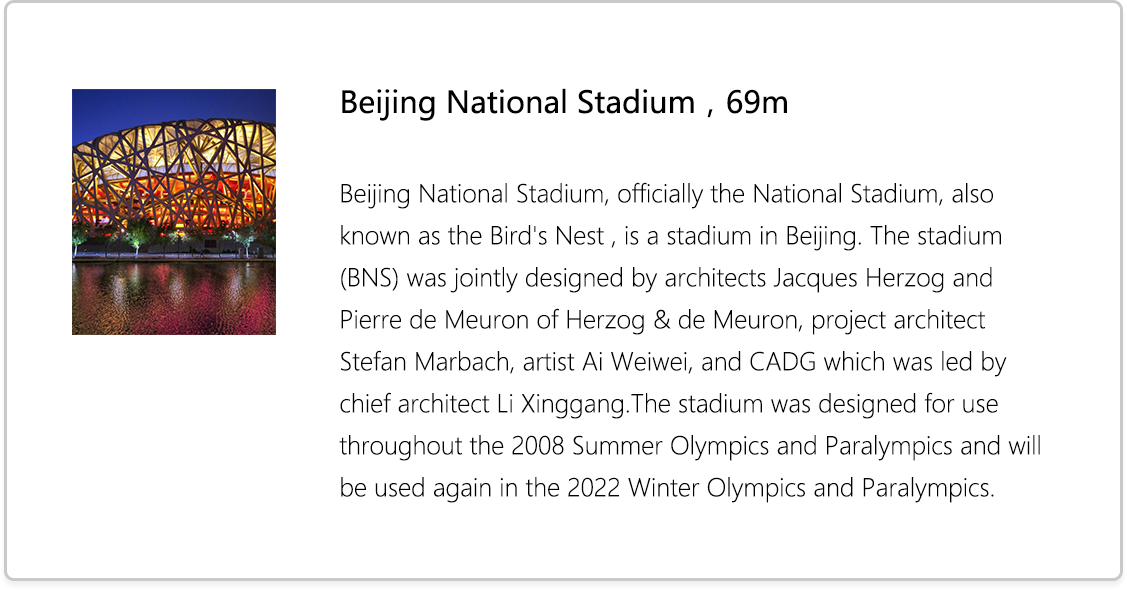 Beijing National Stadium , 69m
Beijing National Stadium, officially the National Stadium, also
known as the Bird's Nest , is a stadium in Beijing. The stadium
(BNS) was jointly designed by architects Jacques Herzog and
Pierre de Meuron of Herzog & de Meuron, project architect
Stefan Marbach, artist Ai Weiwei, and CADG which was led by
chief architect Li Xinggang.The stadium was designed for use
throughout the 2008 Summer Olympics and Paralympics and will
be used again in the 2022 Winter Olympics and Paralympics.